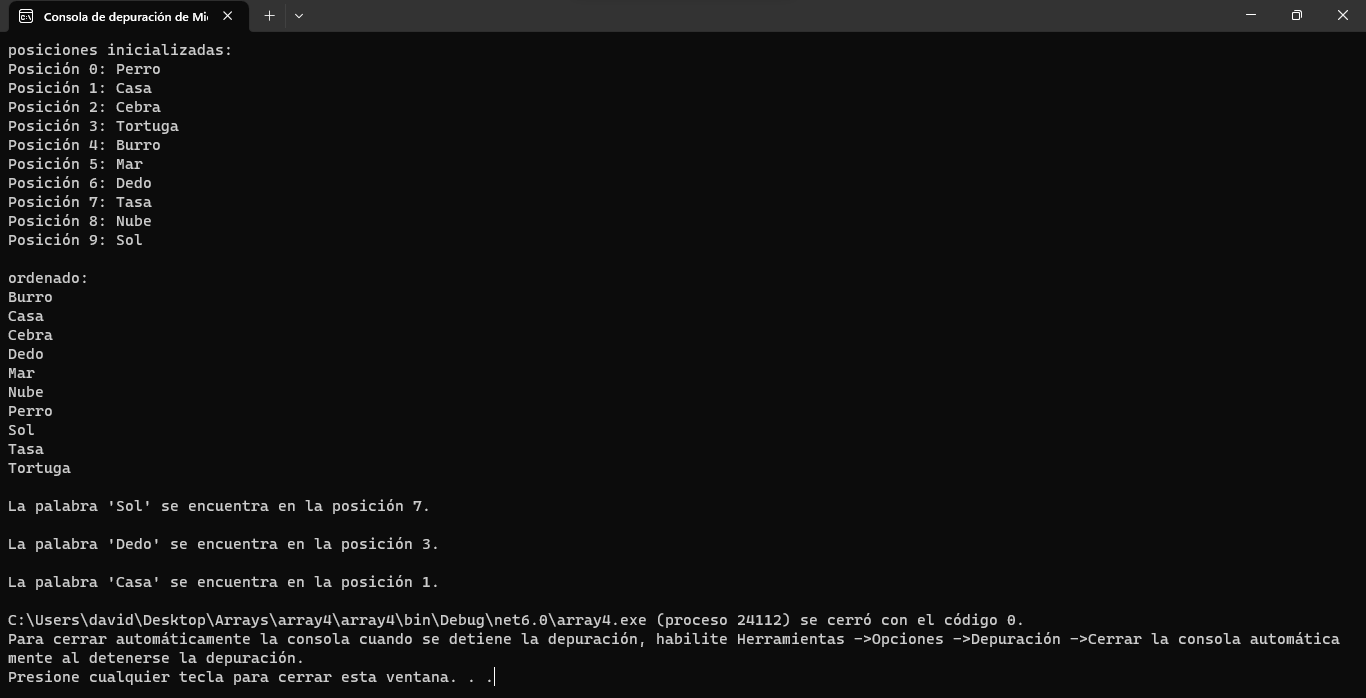 Consola de depuración de Mi
posiciones inicializadas:
Posición 0: Perro
Posición 1: Casa
Posición 2: Cebra
Posición 3: Tortuga
Posición 4: Burro
Posición 5: Mar
Posición 6: Dedo
Posición 7: Tasa
Posición 8: Nube
Posición 9: Sol
ordenado:
Burro
Casa
Cebra
Dedo
Mar
Nube
Perro
Sol
Tasa
Tortuga
La palabra 'Sol' se encuentra en la posición 7.
La palabra 'Dedo' se encuentra en la posición 3.
La palabra 'Casa' se encuentra en la posición 1.
C:\Users\david\Desktop\Arrays\array4\array4\bin\Debug\net6.0\array4.exe (proceso 24112) se cerró con el código 0.
Para cerrar automáticamente la consola cuando se detiene la depuración, habilite Herramientas ->Opciones ->Depuración ->Cerrar la consola automática
mente al detenerse la depuración.
Presione cualquier tecla para cerrar esta ventana. . .